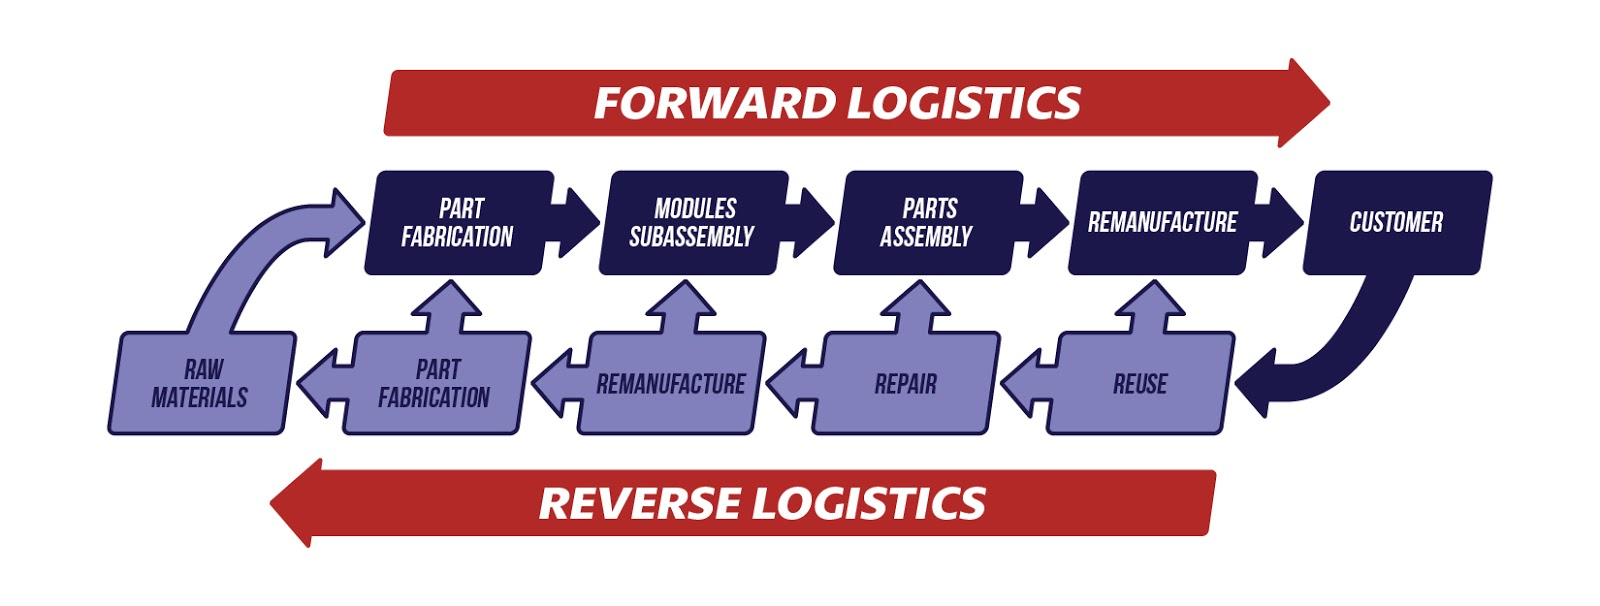 FORWARD LOGISTICS
PART
FABRICATION
MODULES
SUBASSEMBLY
PARTS
ASSEMBLY
REMANUFACTURE
CUSTOMER
RAW
MATERIALS
PART
FABRICATION
REMANUFACTURE
REPAIR
REUSE
REVERSE LOGISTICS